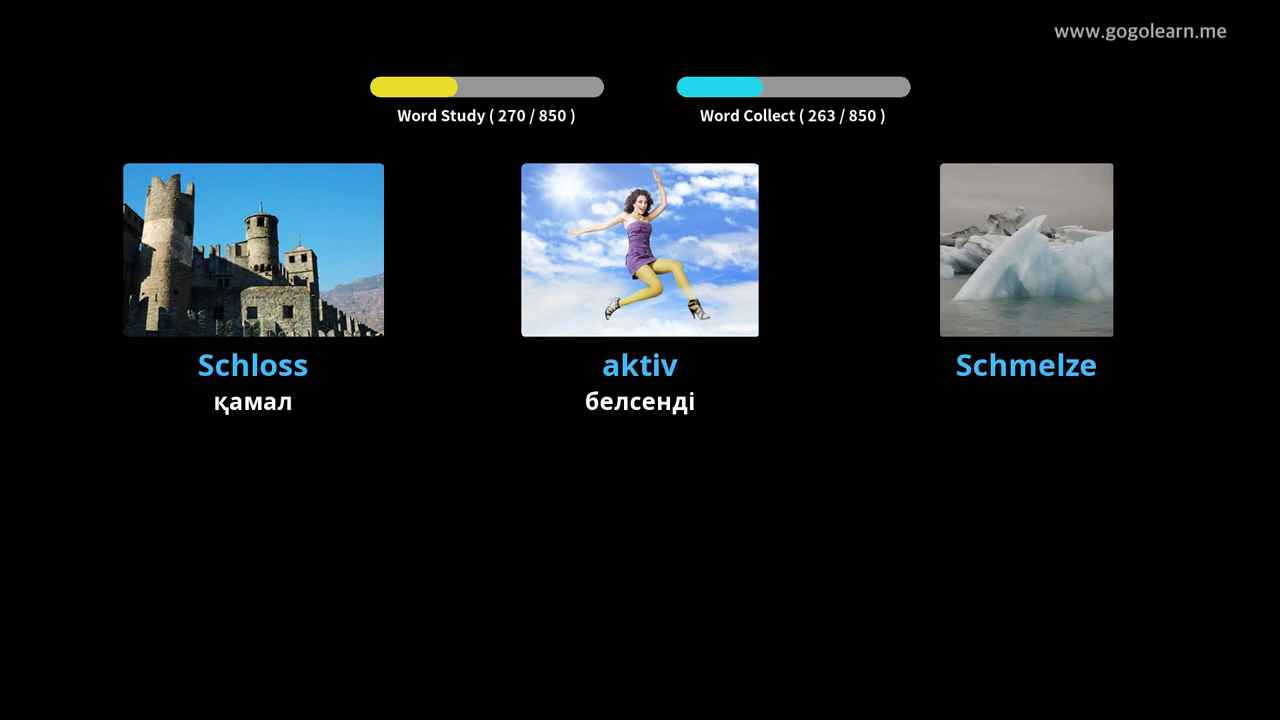 www.gogolearn.me
Word Study ( 270 / 850 )
Word Collect ( 263 / 850 )
Schloss
қамал
aktiv
белсенді
Schmelze